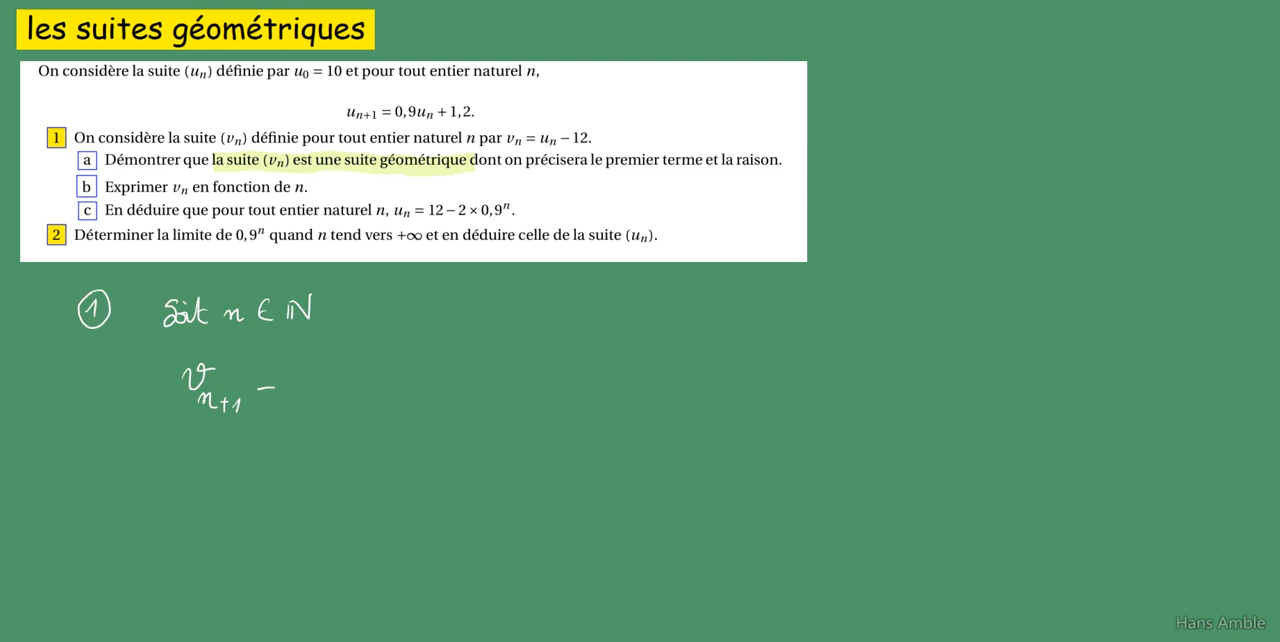 les suites géométriques
On considère la suite (uₙ) définie par u₀ = 10 et pour tout entier naturel n,
uₙ₊₁ = 0,9uₙ + 1,2.
1 On considère la suite (vₙ) définie pour tout entier naturel n par vₙ = uₙ − 12.
a Démontrer que la suite (vₙ) est une suite géométrique dont on précisera le premier terme et la raison.
b Exprimer vₙ en fonction de n.
c En déduire que pour tout entier naturel n, uₙ = 12 − 2 × 0,9ⁿ.
2 Déterminer la limite de 0,9ⁿ quand n tend vers +∞ et en déduire celle de la suite (uₙ).
① Soit n ∈ ℕ
vₙ₊₁ −
Hans Amble